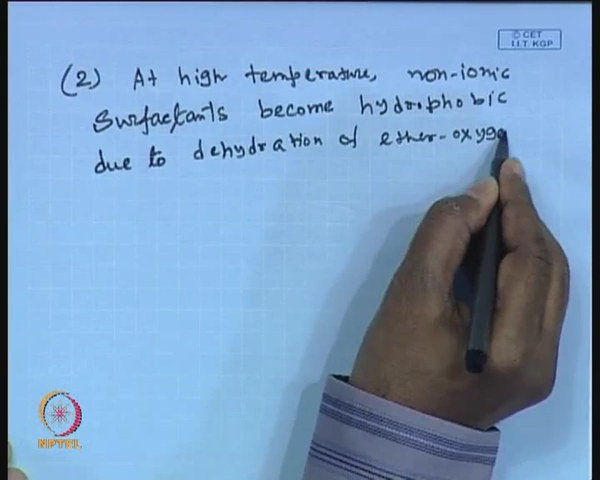 © CET
I.I.T. KGP
(2) At high temperature, non-ionic
surfactants become hydrophobic
due to dehydration of ether-oxyge
NPTEL